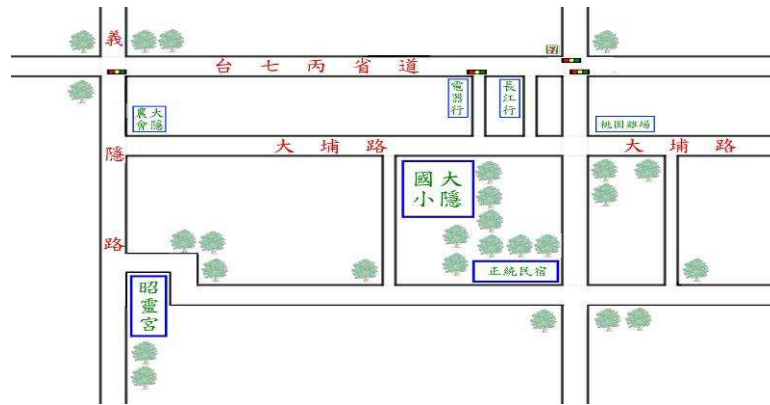 義隱路
台七丙省道
7
大隱農會
電器行
長江行
桃園雞場
大埔路
大埔路
大隱國小
正統民宿
昭靈宮